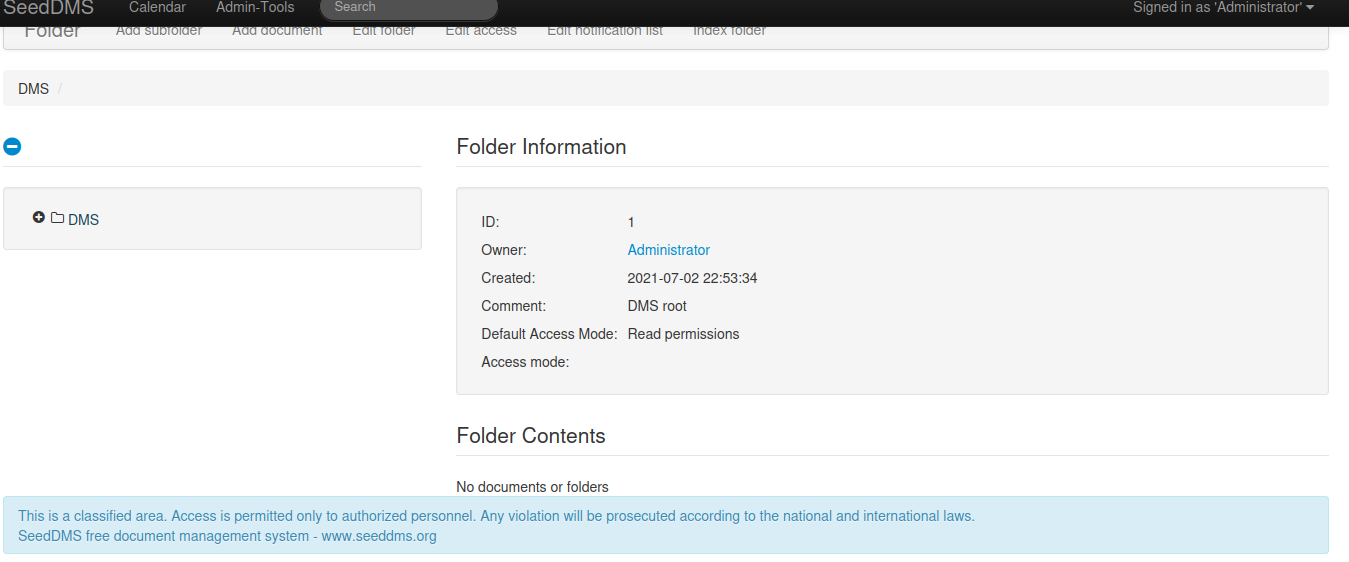 SeedDMS Calendar Admin-Tools Search Signed in as 'Administrator'
Folder Add subfolder Add document Edit folder Edit access Edit notification list Index folder
DMS /
Folder Information
DMS
ID: 1
Owner: Administrator
Created: 2021-07-02 22:53:34
Comment: DMS root
Default Access Mode: Read permissions
Access mode:
Folder Contents
No documents or folders
This is a classified area. Access is permitted only to authorized personnel. Any violation will be prosecuted according to the national and international laws.
SeedDMS free document management system - www.seeddms.org